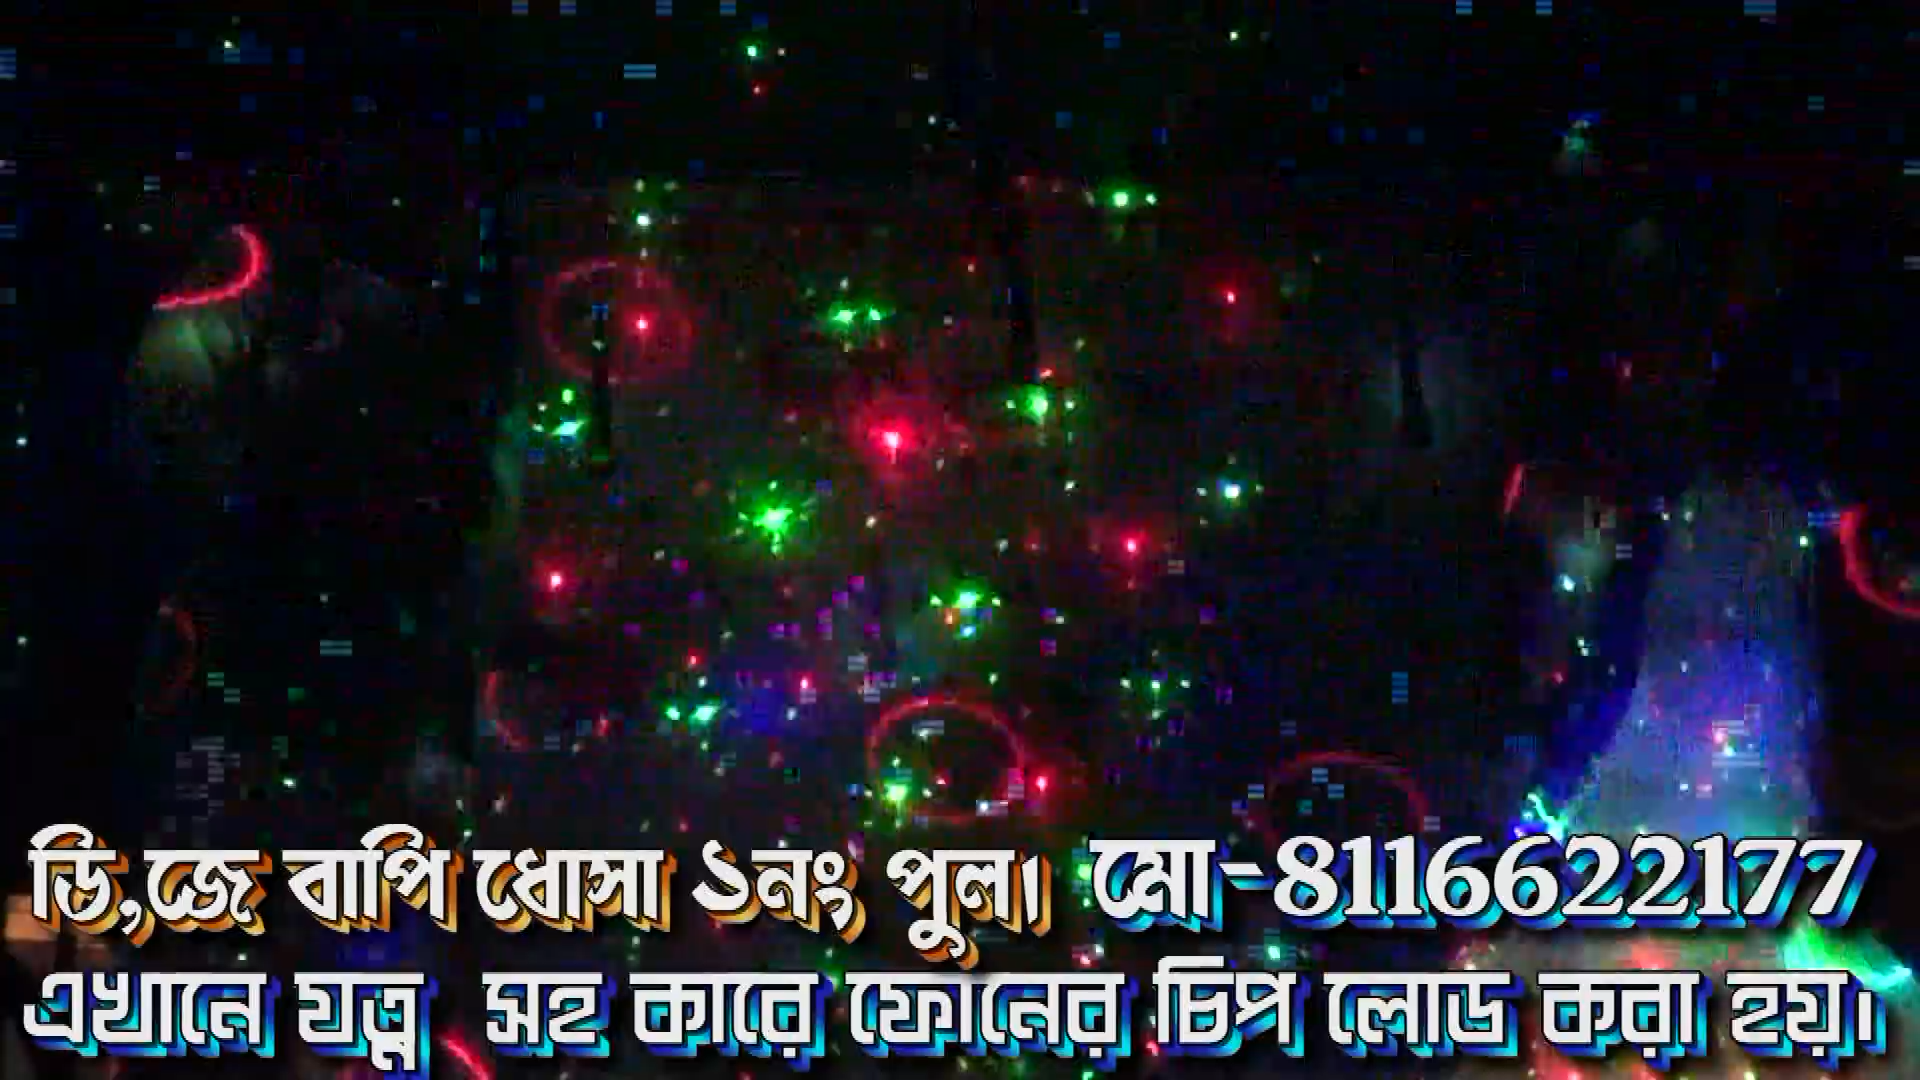 ডি,জে বাপি ধোসা ১নং পুল। মো-8116622177
এখানে যত্ন সহ কারে ফোনের চিপ লোড করা হয়।